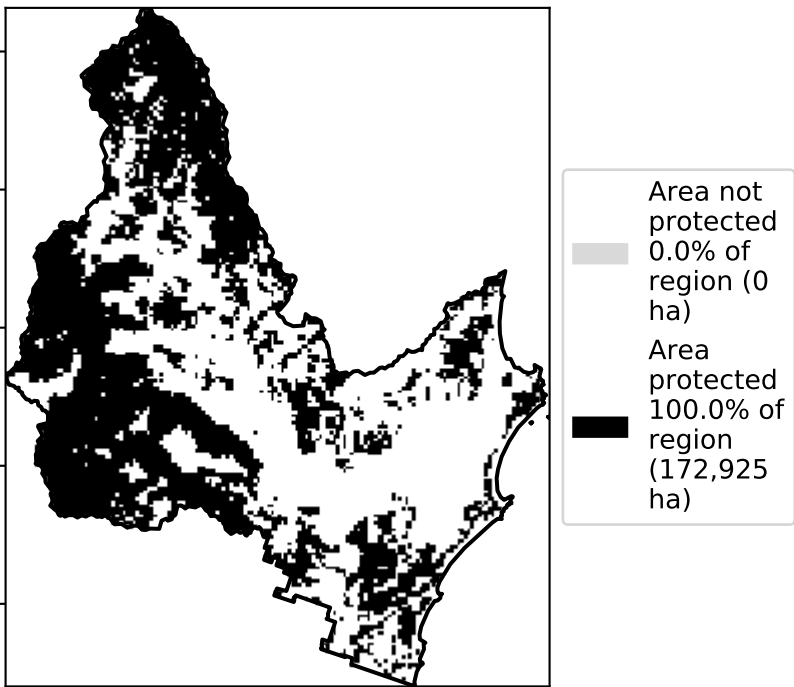 Area not
protected
0.0% of
region (0
ha)
Area
protected
100.0% of
region
(172,925
ha)